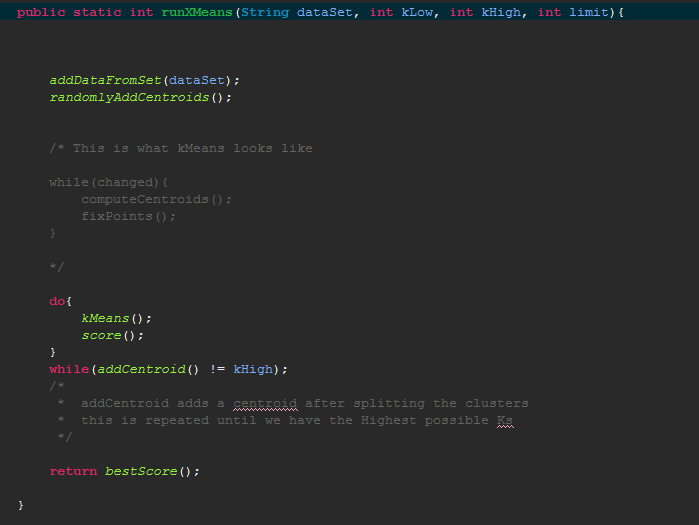 public static int runXMeans(String dataSet, int kLow, int kHigh, int limit){
addDataFromSet(dataSet);
randomlyAddCentroids();
/* This is what kMeans looks like
while(changed){
computeCentroids();
fixPoints();
}
*/
do{
kMeans();
score();
}
while(addCentroid() != kHigh);
/*
* addCentroid adds a centroid after splitting the clusters
* this is repeated until we have the Highest possible Ks
*/
return bestScore();
}